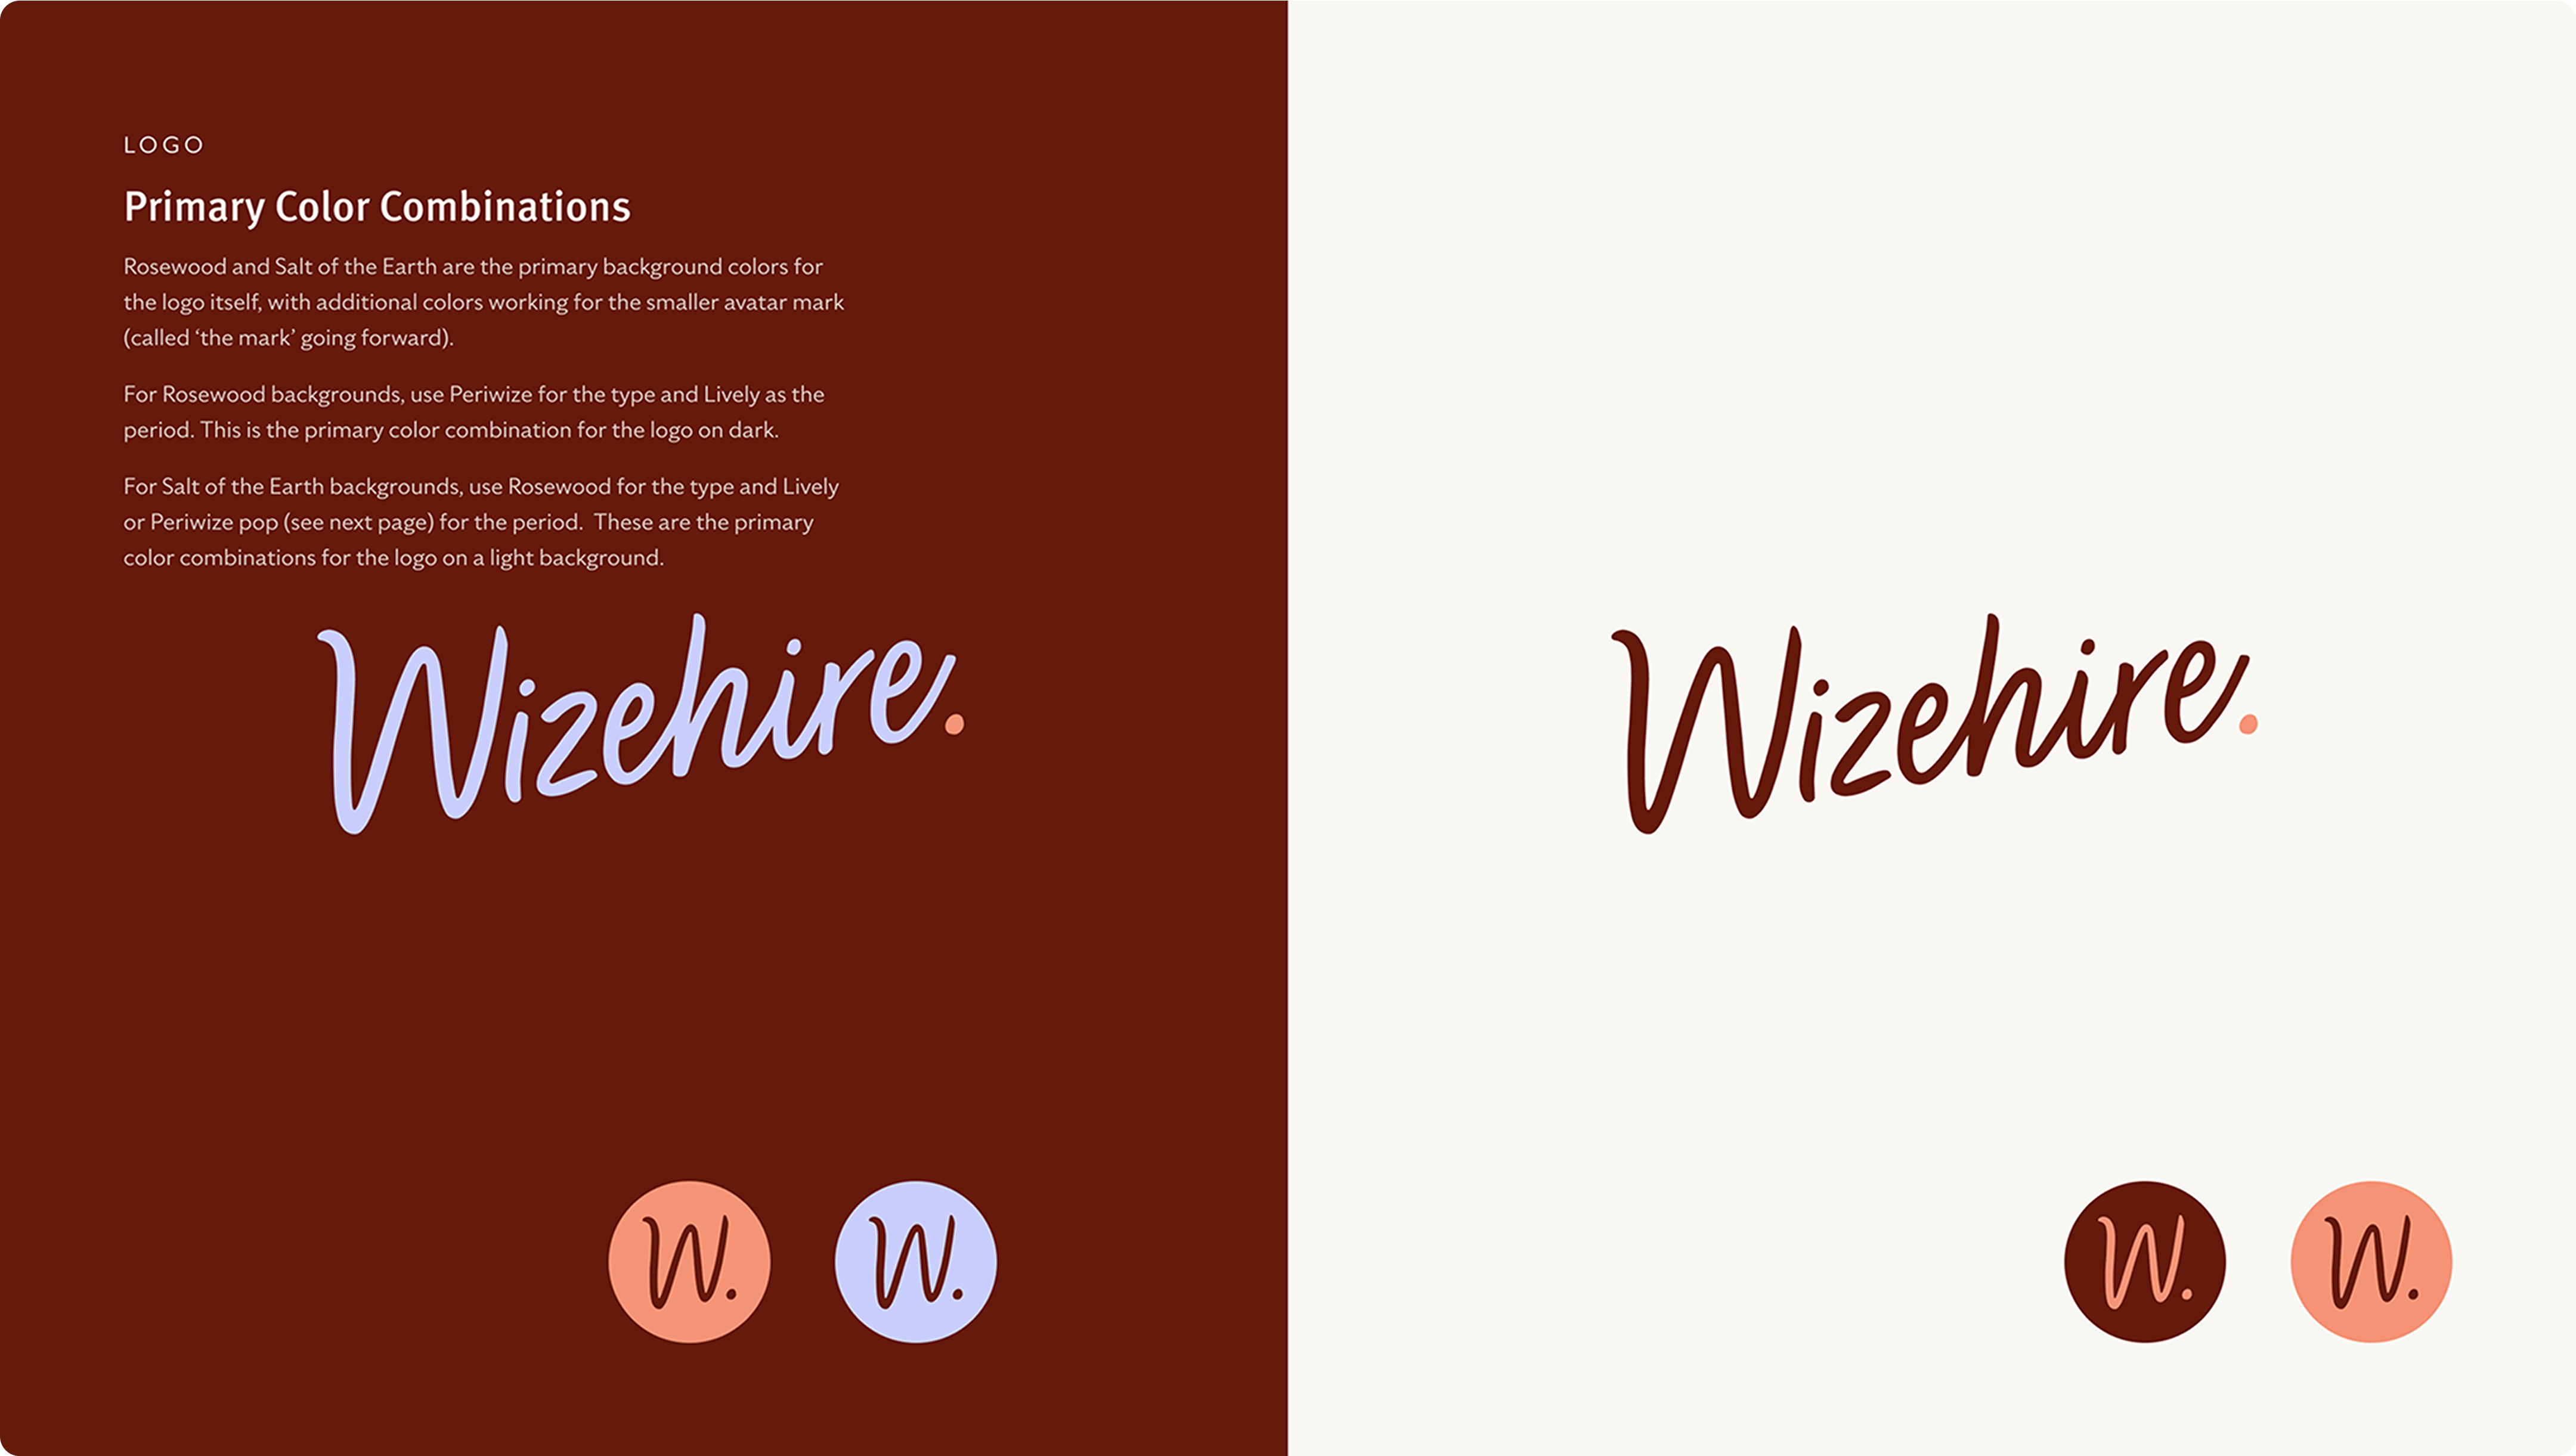 LOGO
Primary Color Combinations
Rosewood and Salt of the Earth are the primary background colors for
the logo itself, with additional colors working for the smaller avatar mark
(called ‘the mark’ going forward).
For Rosewood backgrounds, use Periwize for the type and Lively as the
period. This is the primary color combination for the logo on dark.
For Salt of the Earth backgrounds, use Rosewood for the type and Lively
or Periwize pop (see next page) for the period.  These are the primary
color combinations for the logo on a light background.
Wizehire.
W.
W.
Wizehire.
W.
W.